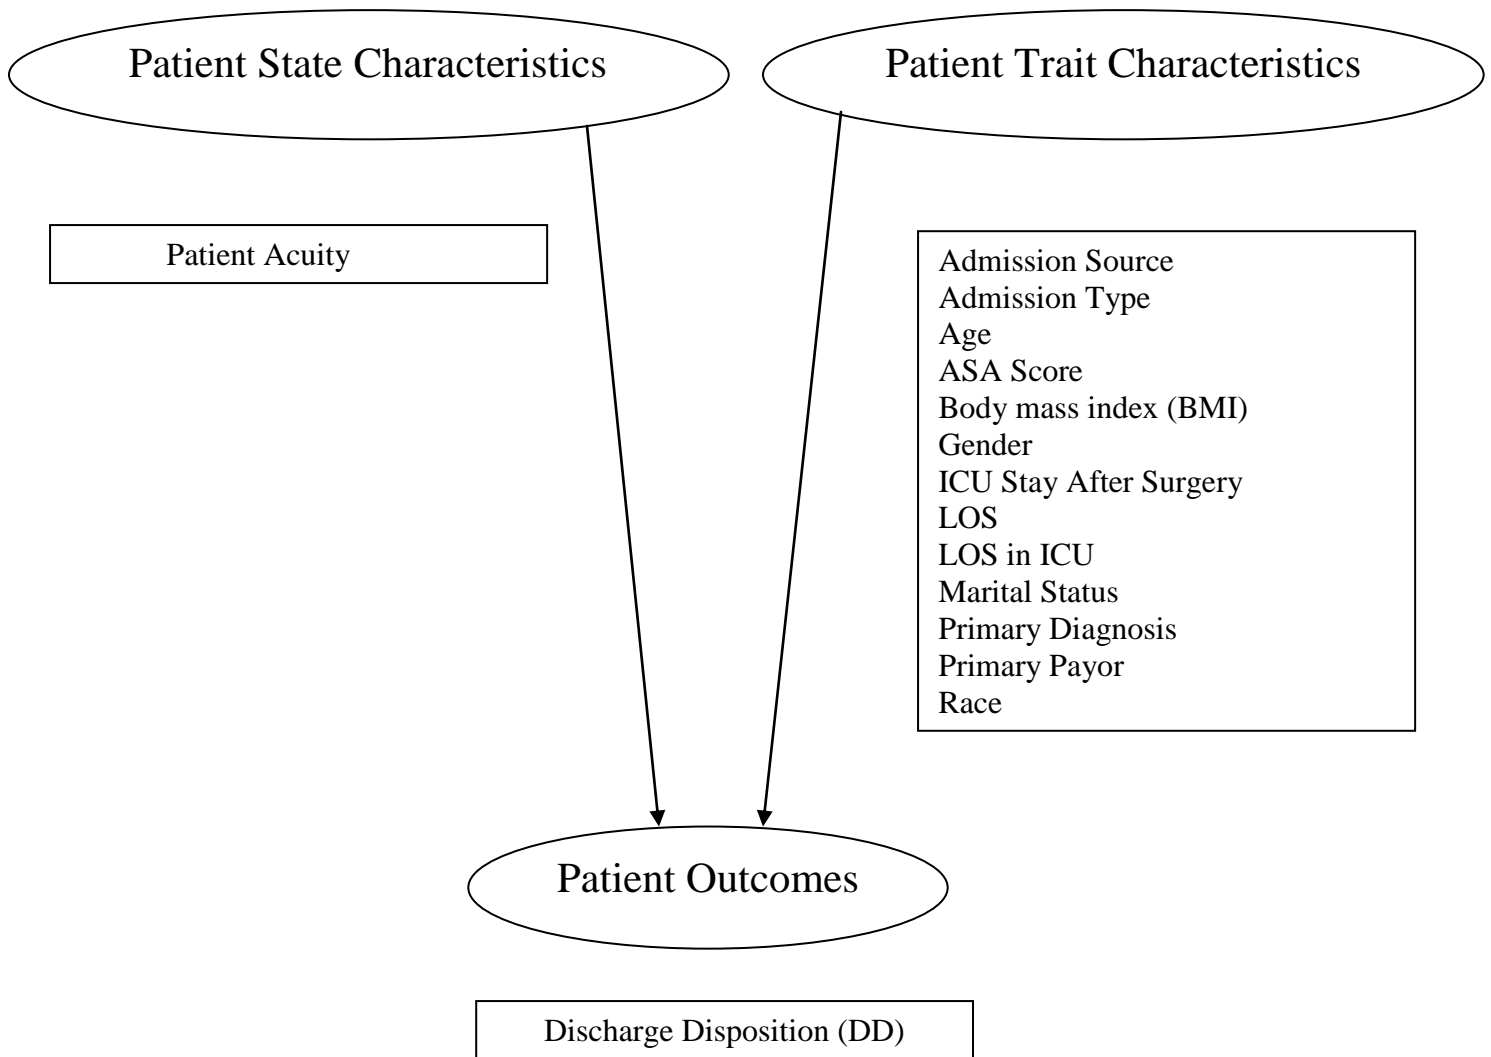 Patient State Characteristics
Patient Trait Characteristics
Patient Acuity
Admission Source
Admission Type
Age
ASA Score
Body mass index (BMI)
Gender
ICU Stay After Surgery
LOS
LOS in ICU
Marital Status
Primary Diagnosis
Primary Payor
Race
Patient Outcomes
Discharge Disposition (DD)